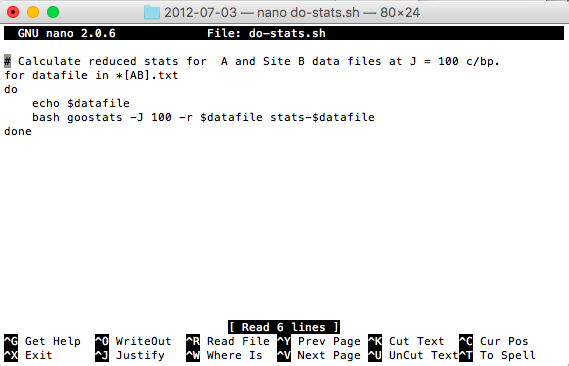 2012-07-03 — nano do-stats.sh — 80×24
GNU nano 2.0.6 File: do-stats.sh
# Calculate reduced stats for  A and Site B data files at J = 100 c/bp.
for datafile in *[AB].txt
do
    echo $datafile
    bash goostats -J 100 -r $datafile stats-$datafile
done
[ Read 6 lines ]
^G Get Help ^O WriteOut ^R Read File ^Y Prev Page ^K Cut Text ^C Cur Pos
^X Exit ^J Justify ^W Where Is ^V Next Page ^U UnCut Text ^T To Spell